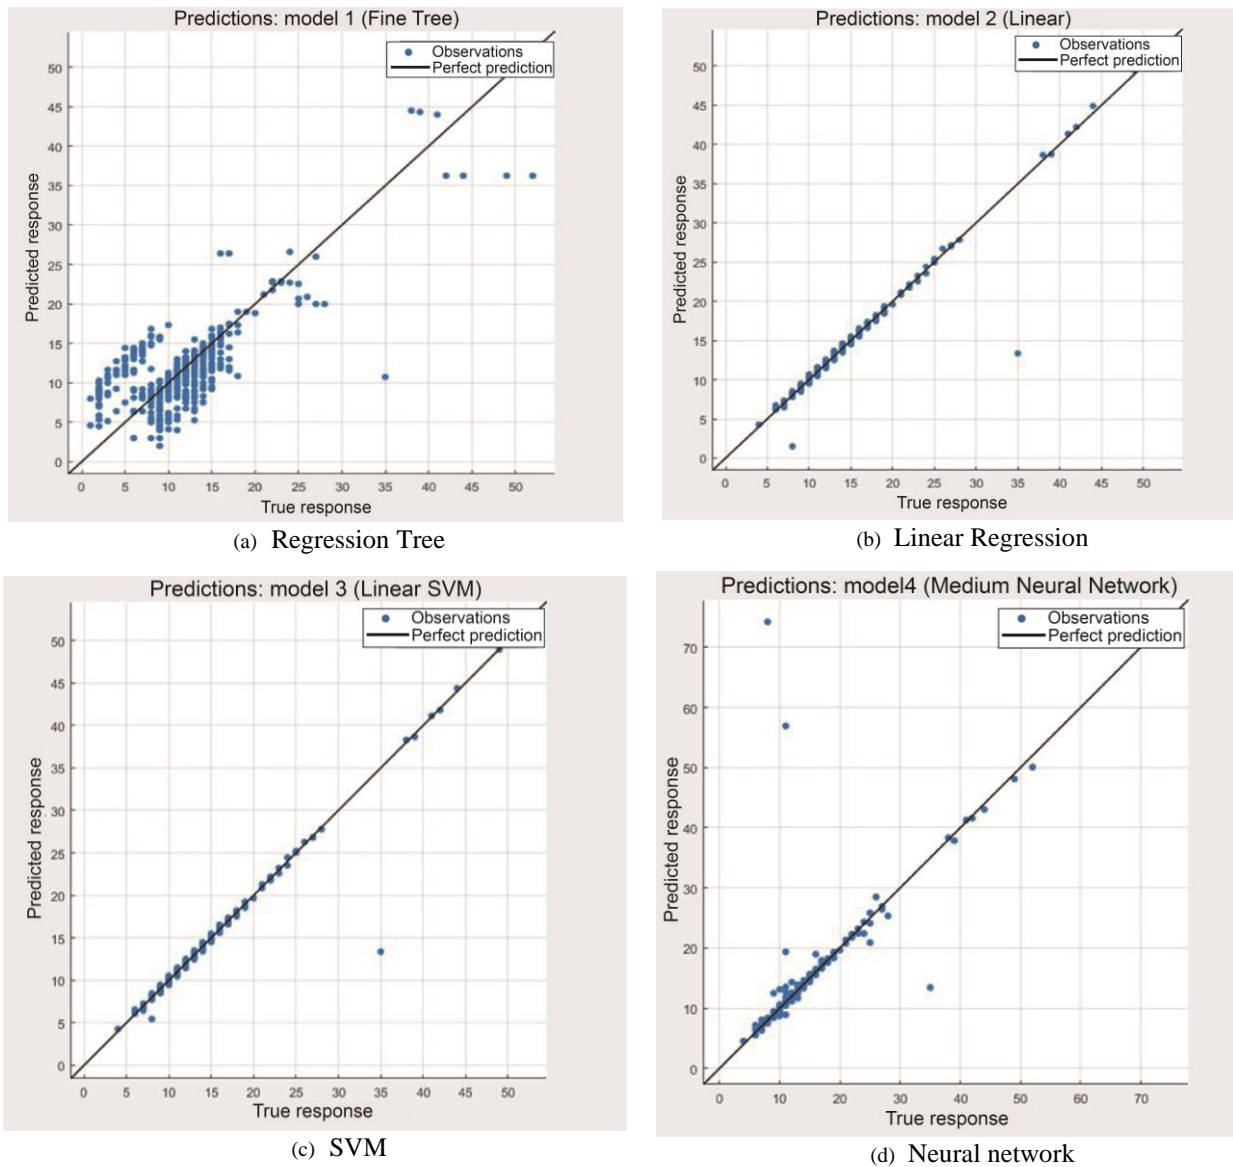 Predictions: model 1 (Fine Tree)
Observations
Perfect prediction
50
45
40
35
30
25
20
15
10
5
0
Predicted response
0 5 10 15 20 25 30 35 40 45 50
True response
(a) Regression Tree
Predictions: model 2 (Linear)
Observations
Perfect prediction
50
45
40
35
30
25
20
15
10
5
0
Predicted response
0 5 10 15 20 25 30 35 40 45 50
True response
(b) Linear Regression
Predictions: model 3 (Linear SVM)
Observations
Perfect prediction
50
45
40
35
30
25
20
15
10
5
0
Predicted response
0 5 10 15 20 25 30 35 40 45 50
True response
(c) SVM
Predictions: model4 (Medium Neural Network)
Observations
Perfect prediction
70
60
50
40
30
20
10
0
Predicted response
0 10 20 30 40 50 60 70
True response
(d) Neural network